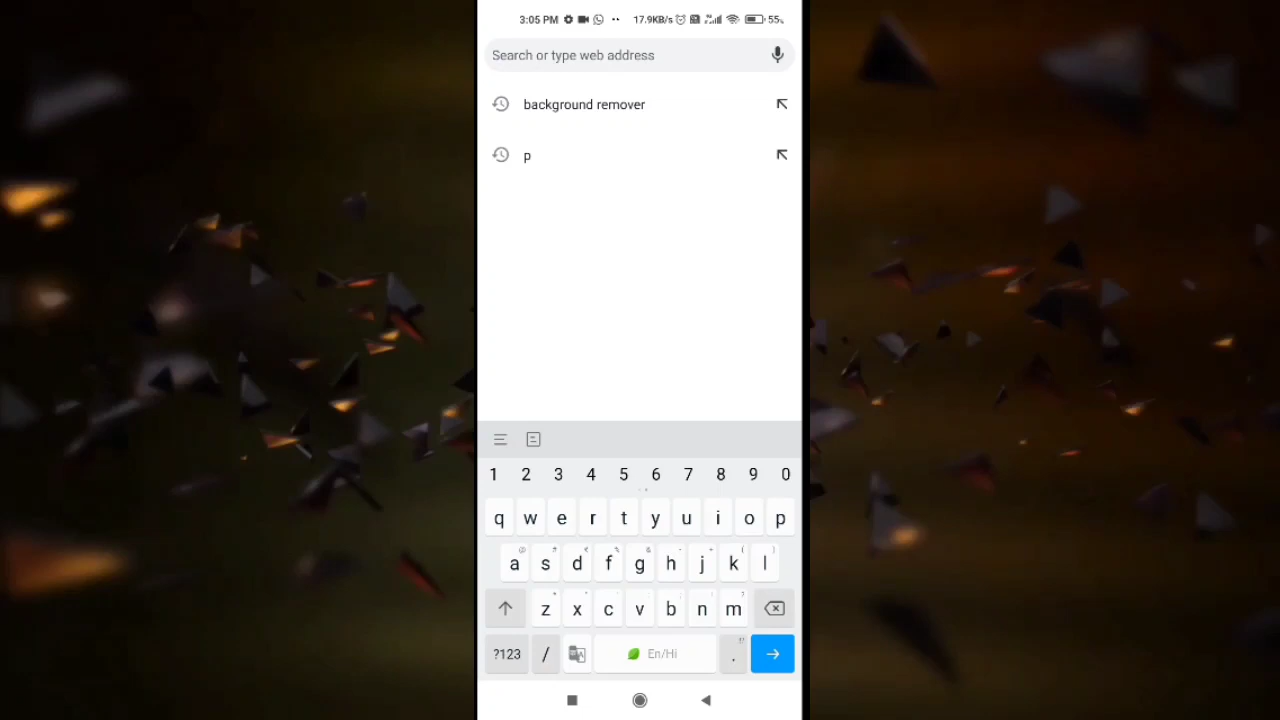 3:05 PM 17.9KB/s 55%
Search or type web address
background remover
p
1 2 3 4 5 6 7 8 9 0
q w e r t y u i o p
a s d f g h j k l
z x c v b n m
?123 / En/Hi .